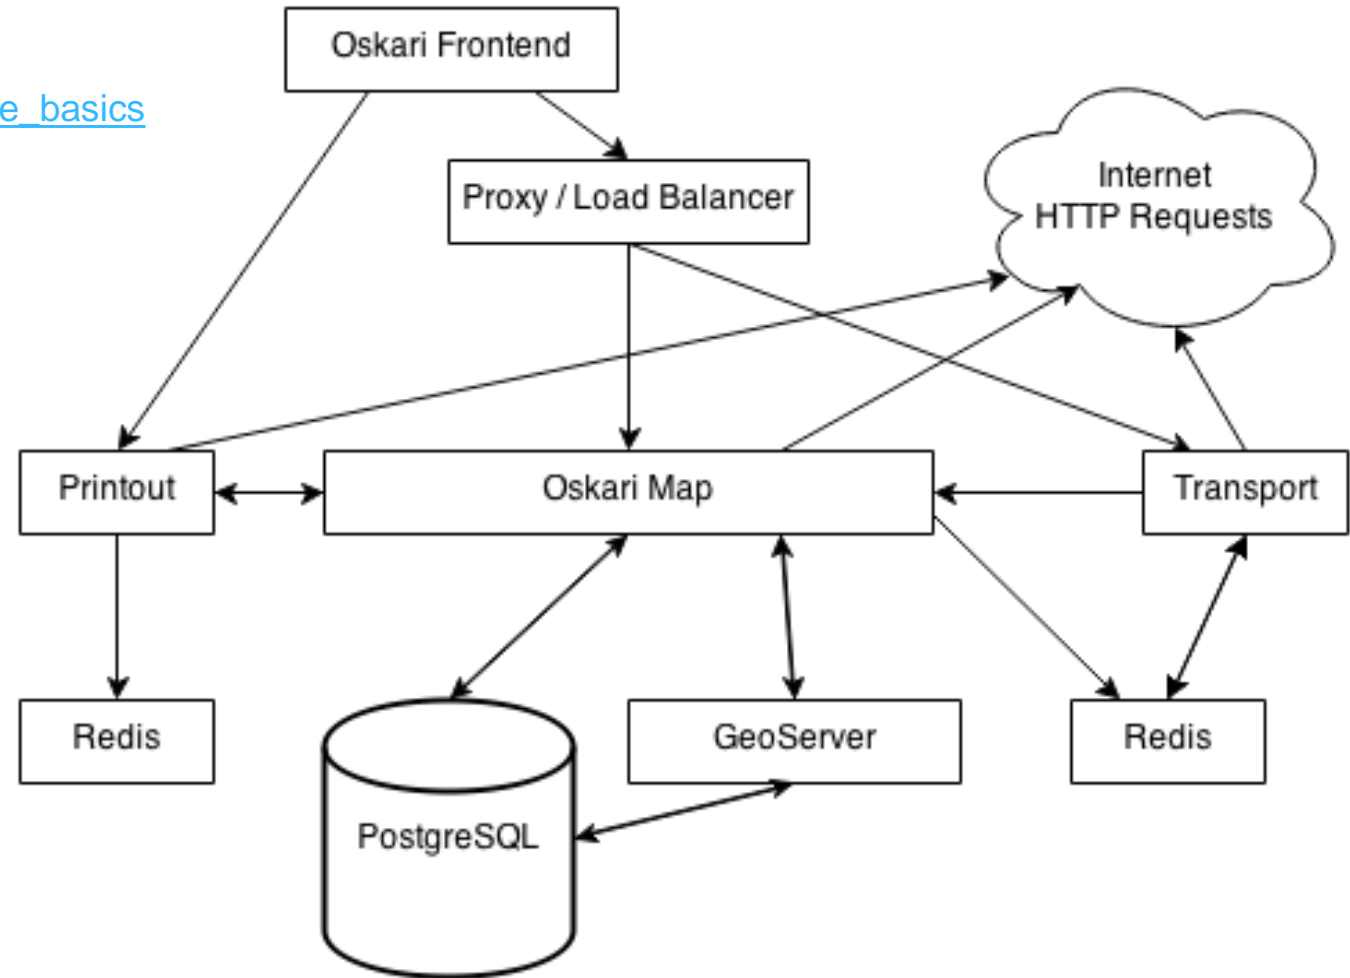 Oskari Frontend
e_basics
Proxy / Load Balancer
Internet
HTTP Requests
Printout
Oskari Map
Transport
Redis
GeoServer
Redis
PostgreSQL